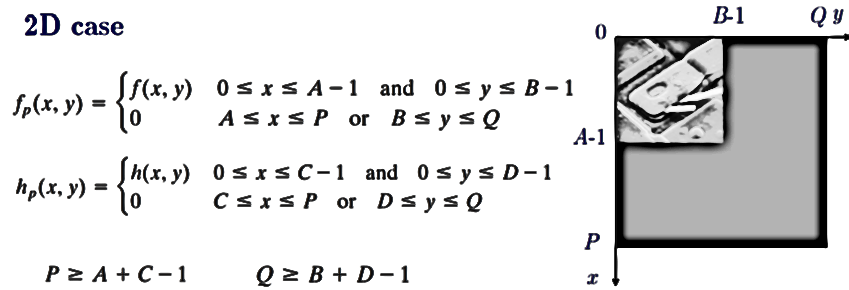 2D case
0 B-1 Q y
f_p(x, y) = { f(x, y) 0 ≤ x ≤ A − 1 and 0 ≤ y ≤ B − 1
0 A ≤ x ≤ P or B ≤ y ≤ Q
A-1
h_p(x, y) = { h(x, y) 0 ≤ x ≤ C − 1 and 0 ≤ y ≤ D − 1
0 C ≤ x ≤ P or D ≤ y ≤ Q
P
P ≥ A + C − 1 Q ≥ B + D − 1
x